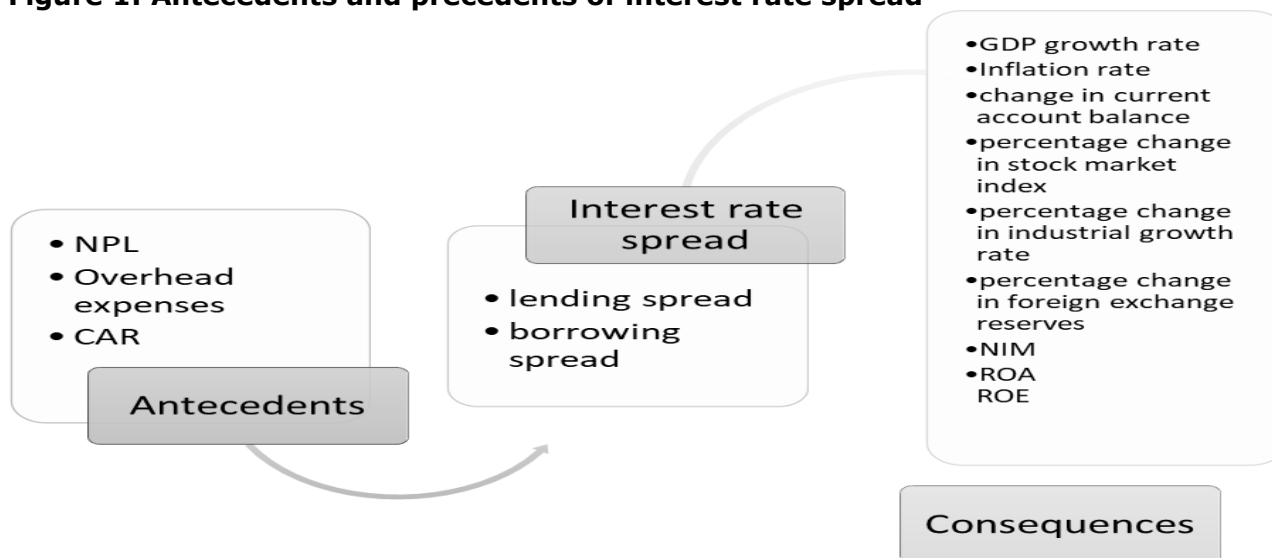 Figure 1: Antecedents and precedents of interest rate spread
• NPL
• Overhead
expenses
• CAR
Antecedents
Interest rate
spread
• lending spread
• borrowing
spread
•GDP growth rate
•Inflation rate
•change in current
account balance
•percentage change
in stock market
index
•percentage change
in industrial growth
rate
•percentage change
in foreign exchange
reserves
•NIM
•ROA
ROE
Consequences